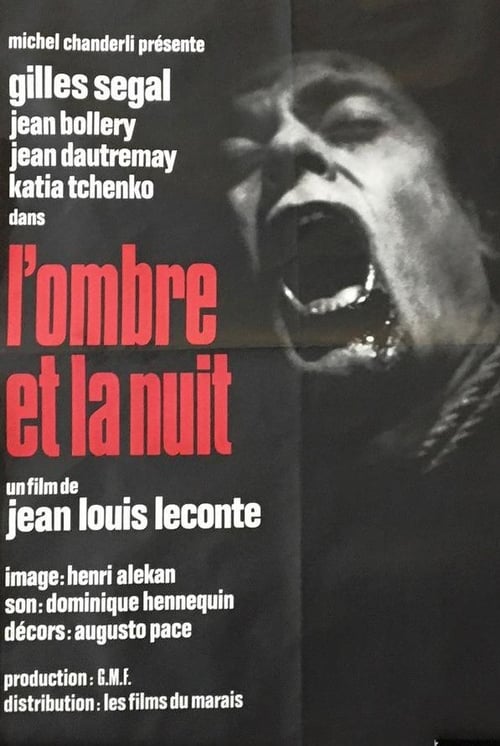 michel chanderli présente
gilles segal
jean bollery
jean dautremay
katia tchenko
dans
l'ombre
et la nuit
un film de
jean louis leconte
image: henri alekan
son: dominique hennequin
décors: augusto pace
production: G.M.F.
distribution: les films du marais